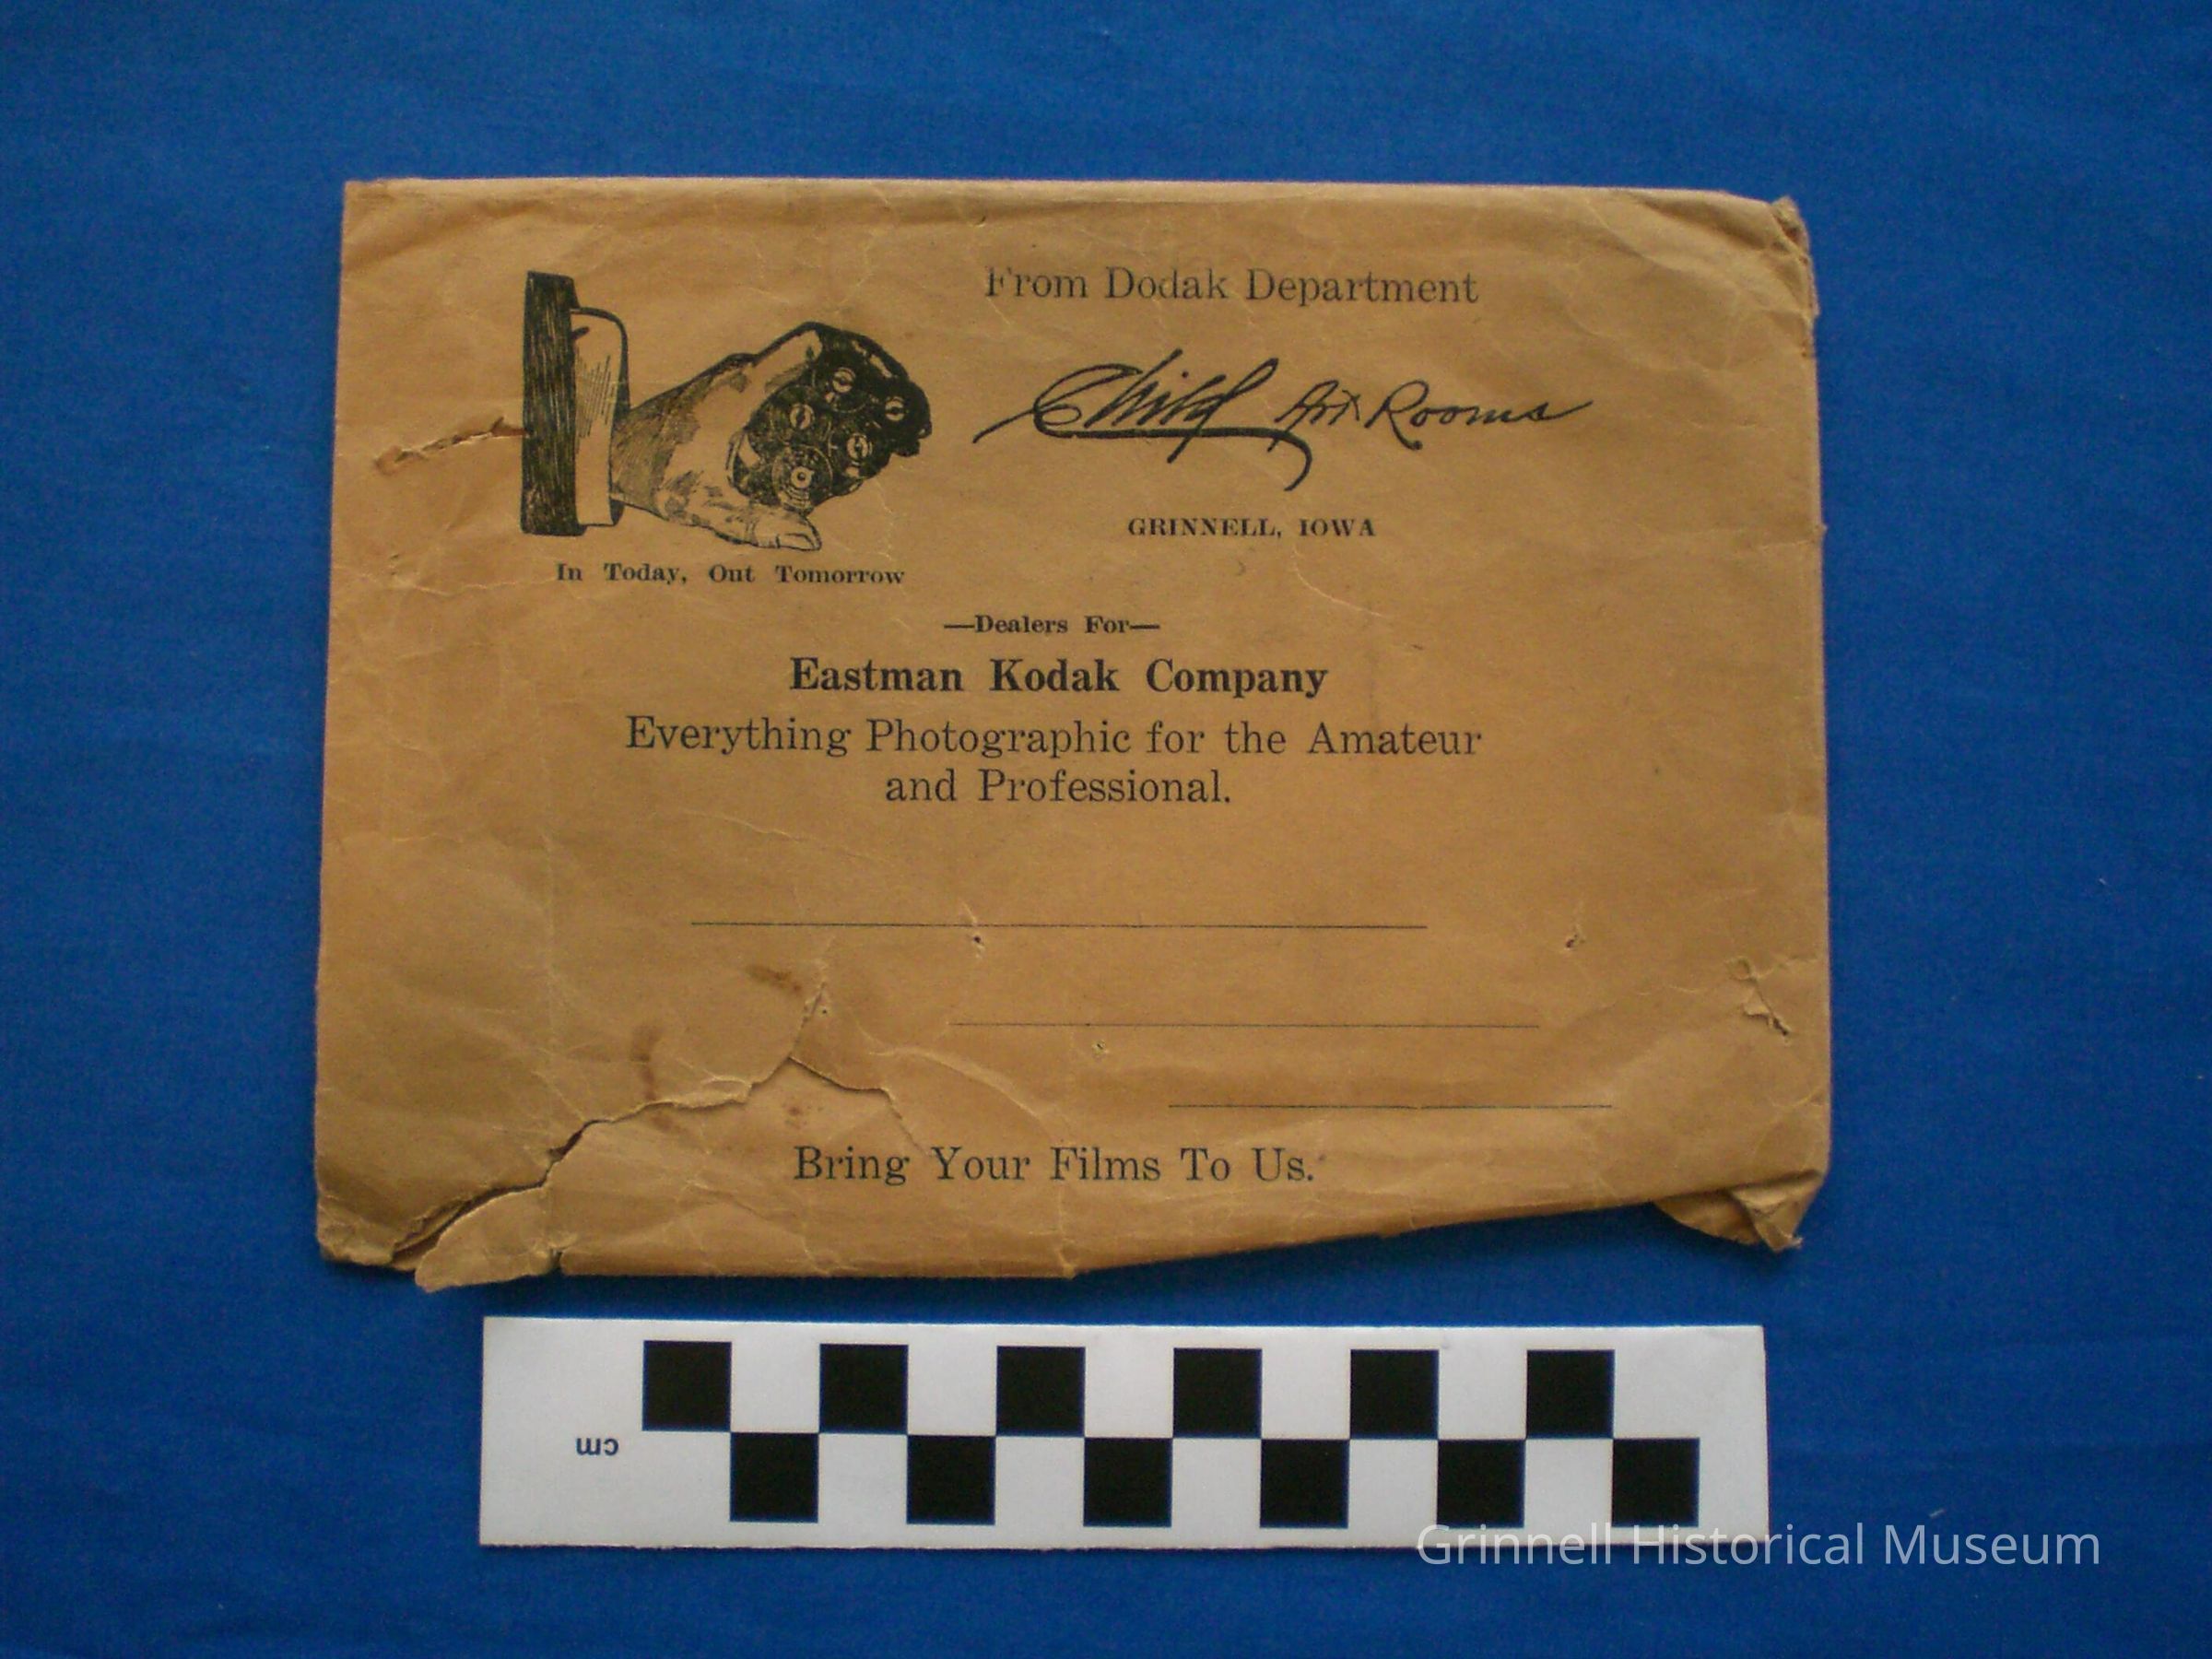 From Dodak Department
Child Art Rooms
GRINNELL, IOWA
In Today, Out Tomorrow
—Dealers For—
Eastman Kodak Company
Everything Photographic for the Amateur
and Professional.
Bring Your Films To Us.
cm
Grinnell Historical Museum